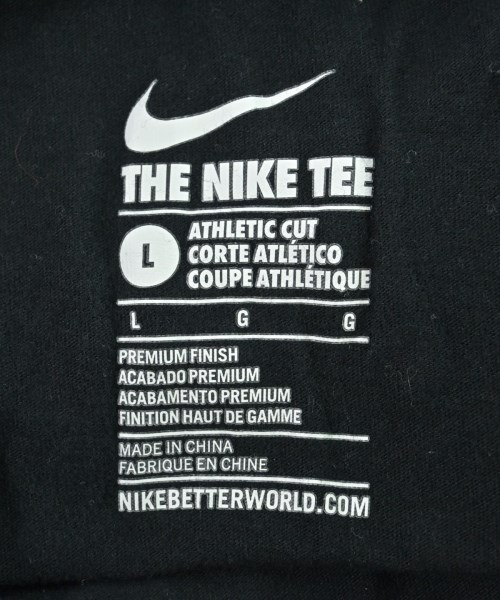 THE NIKE TEE
L
ATHLETIC CUT
CORTE ATLÉTICO
COUPE ATHLÉTIQUE
L G G
PREMIUM FINISH
ACABADO PREMIUM
ACABAMENTO PREMIUM
FINITION HAUT DE GAMME
MADE IN CHINA
FABRIQUE EN CHINE
NIKEBETTERWORLD.COM